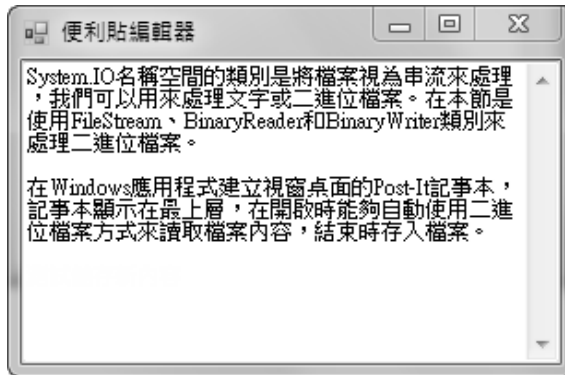 便利貼編輯器
System.IO名稱空間的類別是將檔案視為串流來處理
，我們可以用來處理文字或二進位檔案。在本節是
使用FileStream、BinaryReader和BinaryWriter類別來
處理二進位檔案。
在Windows應用程式建立視窗桌面的Post-It記事本，
記事本顯示在最上層，在開啟時能夠自動使用二進
位檔案方式來讀取檔案內容，結束時存入檔案。